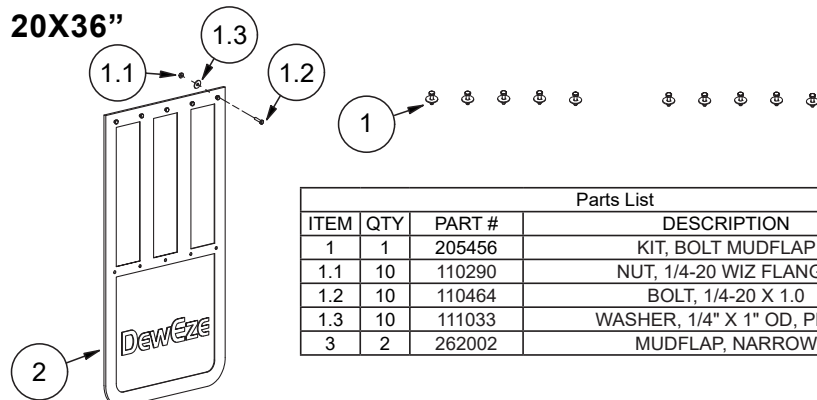 20X36”
1.1
1.3
1.2
1
2
DewEze
Parts List
ITEM QTY PART # DESCRIPTION
1 1 205456 KIT, BOLT MUDFLAP
1.1 10 110290 NUT, 1/4-20 WIZ
1.2 10 110464 BOLT, 1/4-20 X 1.0
1.3 10 111033 WASHER, 1/4" X 1" OD,
3 2 262002 MUDFLAP, NARROW